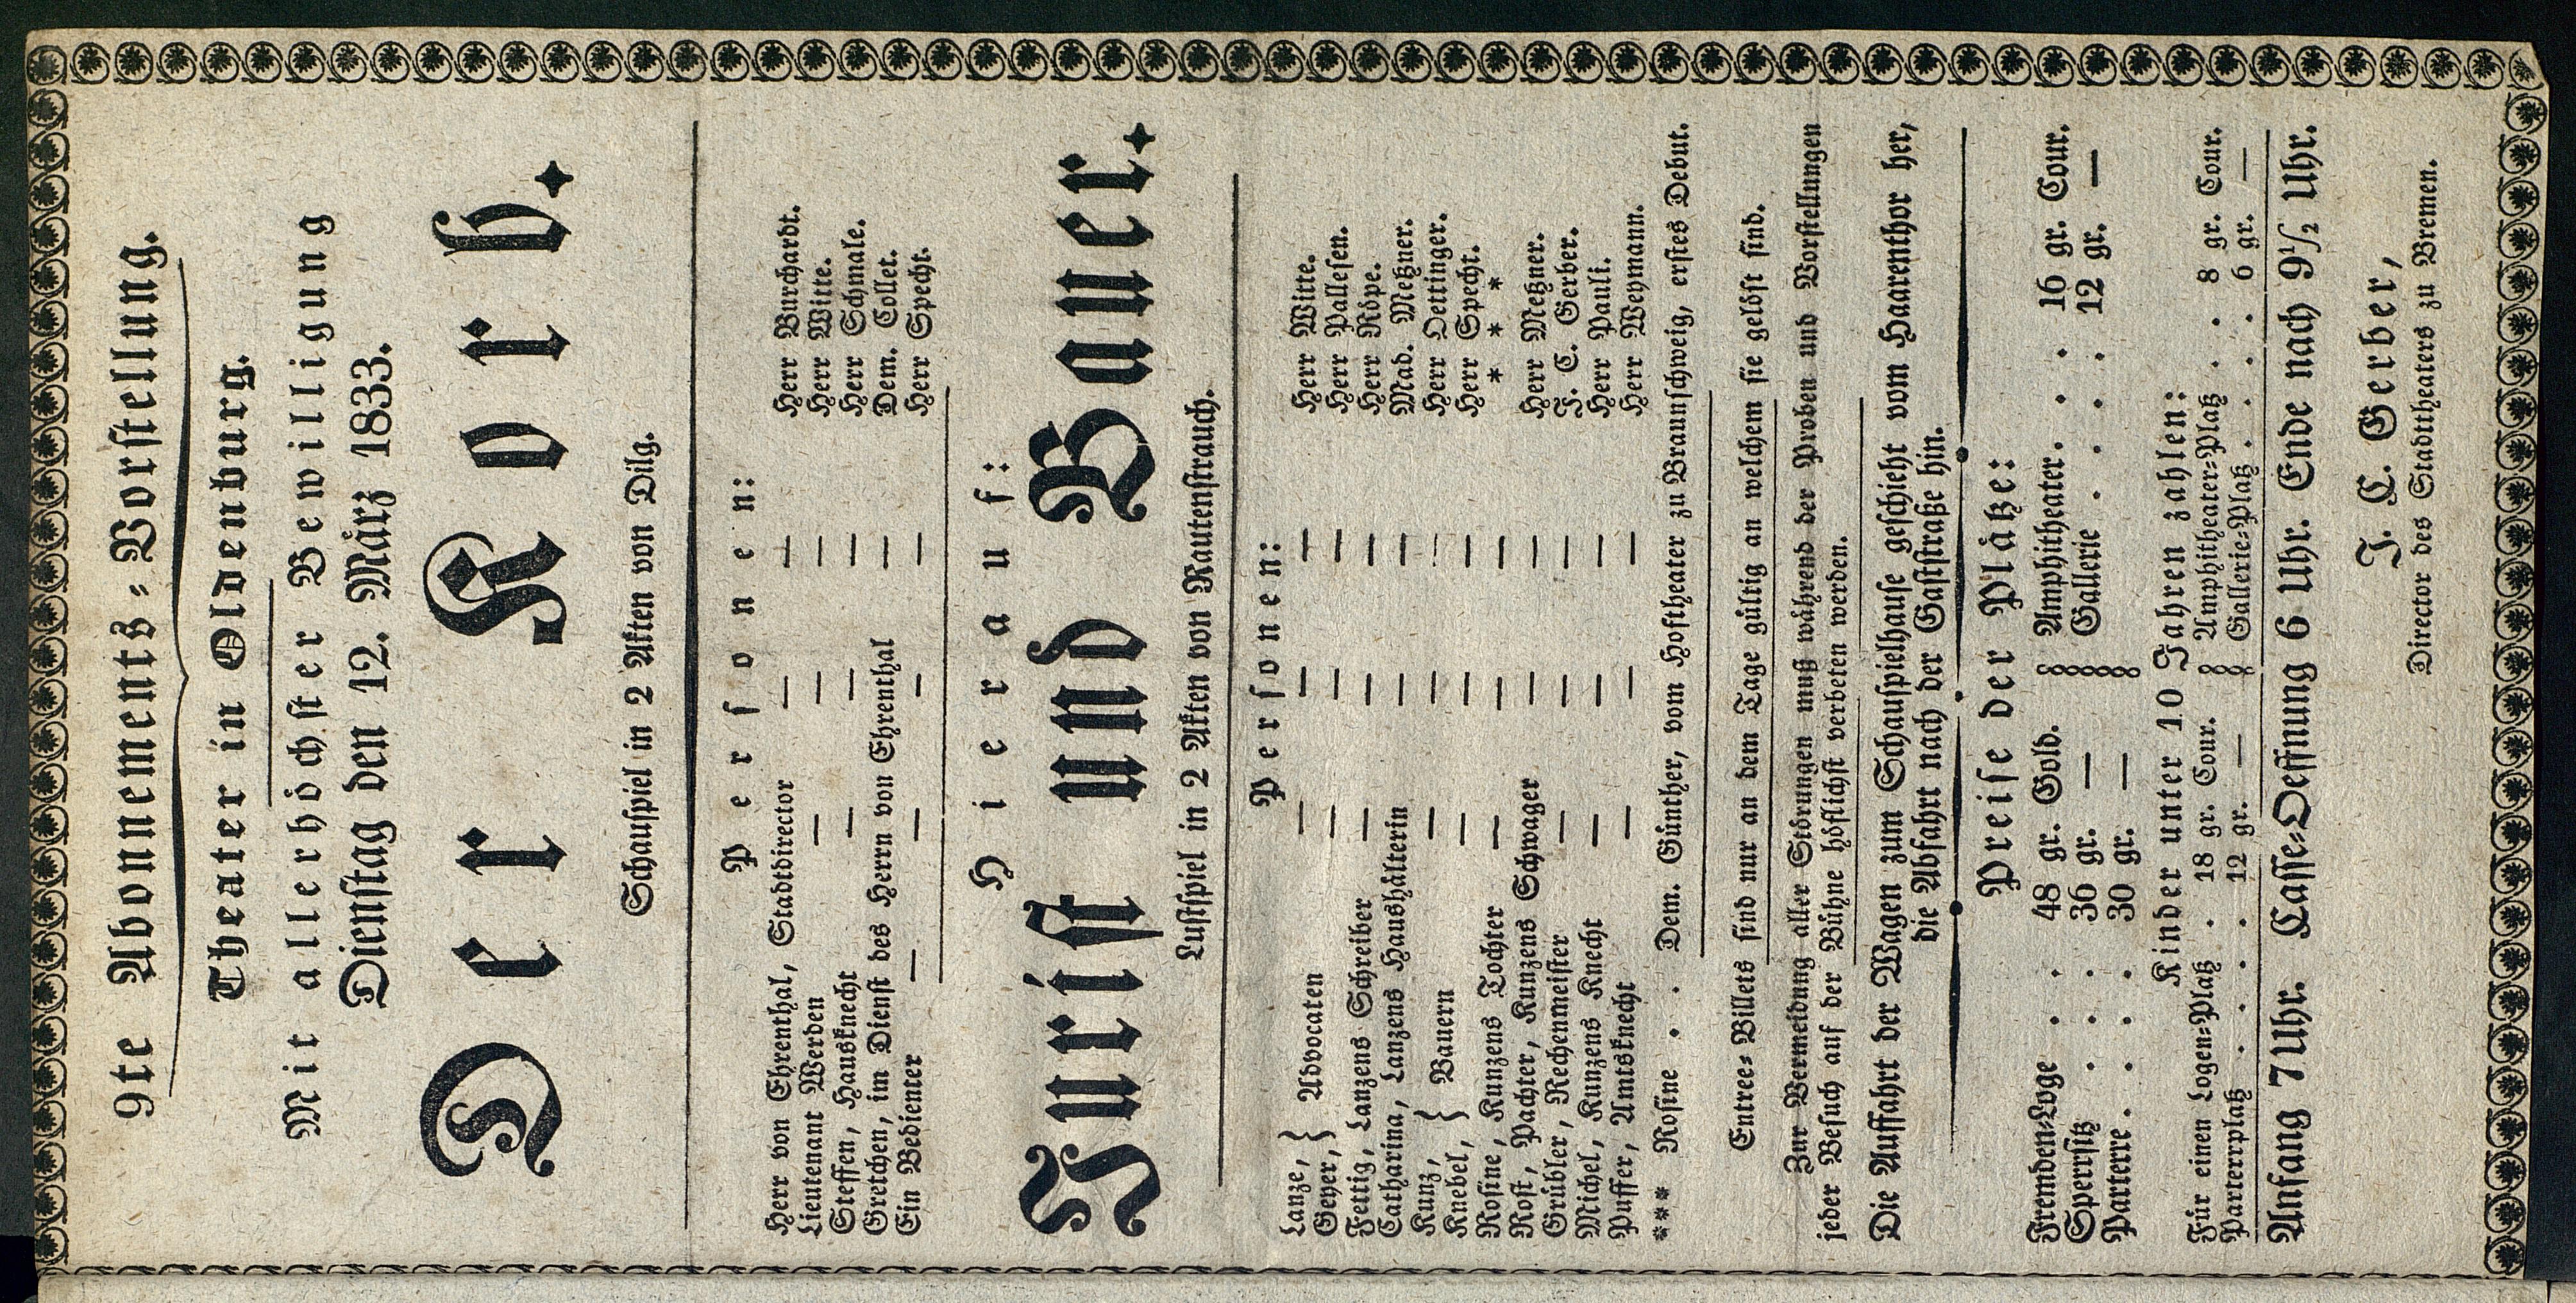 9te Abonnements-Vorstellung.
Theater in Oldenburg.
Mit allerhöchster Bewilligung
Dienstag den 12. März 1833.
Der Korb.
Schauspiel in 2 Akten von Dilg.
Personen:
Herr von Ehrenthal, Stadtdirector — — Herr Burchardt.
Lieutenant Werden — — — Herr Witte.
Steffen, Hausknecht — — — Herr Schmale.
Gretchen, im Dienst des Herrn von Ehrenthal — Dem. Collet.
Ein Bedienter — — — — Herr Specht.
Hierauf:
Jurist und Bauer.
Lustspiel in 2 Akten von Rautenstrauch.
Personen:
Lanze, } Advocaten — — — Herr Witte.
Geyer, } — — — Herr Pallesen.
Fettig, Lanzens Schreiber — — — Herr Röpe.
Catharina, Lanzens Haushälterin — — Mad. Metzner.
Kunz, } Bauern — — — Herr Oettinger.
Knebel, } — — — Herr Specht.
Rosine, Kunzens Tochter — — — * * *
Rost, Pachter, Kunzens Schwager — — Herr Metzner.
Grübler, Rechenmeister — — — J. C. Gerber.
Michel, Kunzens Knecht — — — Herr Pauli.
Puffer, Amtsknecht — — — Herr Weymann.
*** Rosine . . Dem. Günther, vom Hoftheater zu Braunschweig, erstes Debut.
Entree-Billets sind nur an dem Tage gültig an welchem sie gelöst sind.
Zur Vermeidung aller Störungen muß während der Proben und Vorstellungen
jeder Besuch auf der Bühne höflichst verbeten werden.
Die Auffahrt der Wagen zum Schauspielhause geschieht vom Haarenthor her,
die Abfahrt nach der Gaststraße hin.
Preise der Plätze:
Fremden-Loge . . 48 gr. Gold. Amphitheater . . . 16 gr. Cour.
Sperrsitz . . . 36 gr. — Gallerie . . . . 12 gr. —
Parterre . . . . 30 gr. —
Kinder unter 10 Jahren zahlen:
Für einen Logen-Platz . 18 gr. Cour. Amphitheater-Platz . . 8 gr. Cour.
Parterrplatz . . . . 12 gr. — Gallerie-Platz . . . . 6 gr. —
Anfang 7 Uhr. Casse-Oeffnung 6 Uhr. Ende nach 9½ Uhr.
J. C. Gerber,
Director des Stadttheaters zu Bremen.